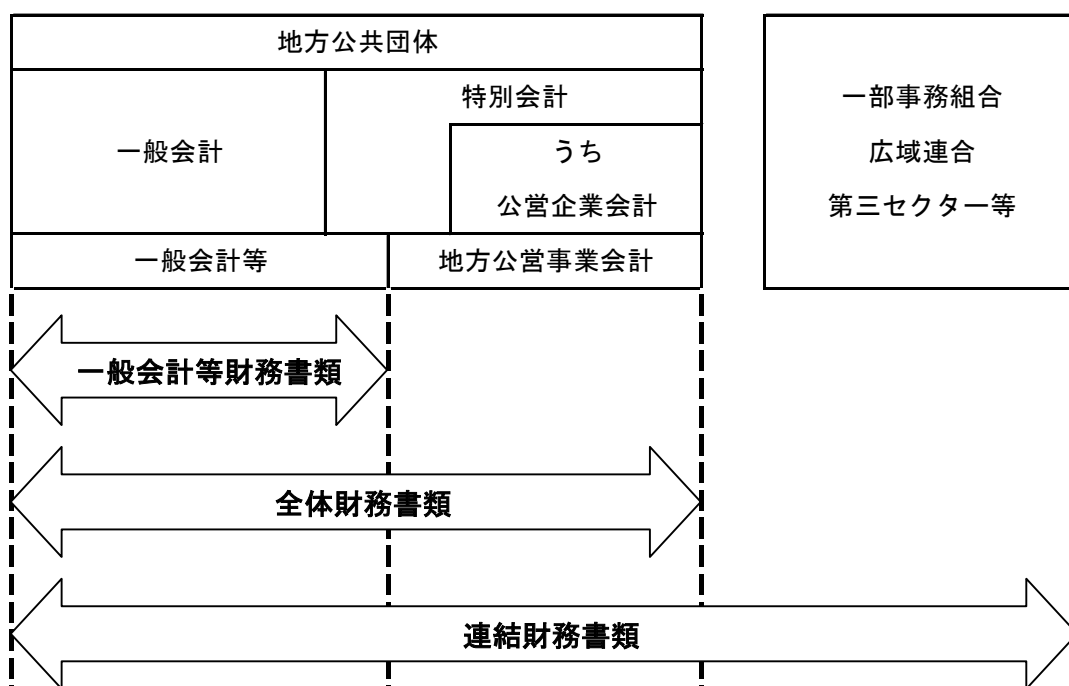 地方公共団体
一般会計
特別会計
うち
公営企業会計
一般会計等
地方公営事業会計
一部事務組合
広域連合
第三セクター等
一般会計等財務書類
全体財務書類
連結財務書類